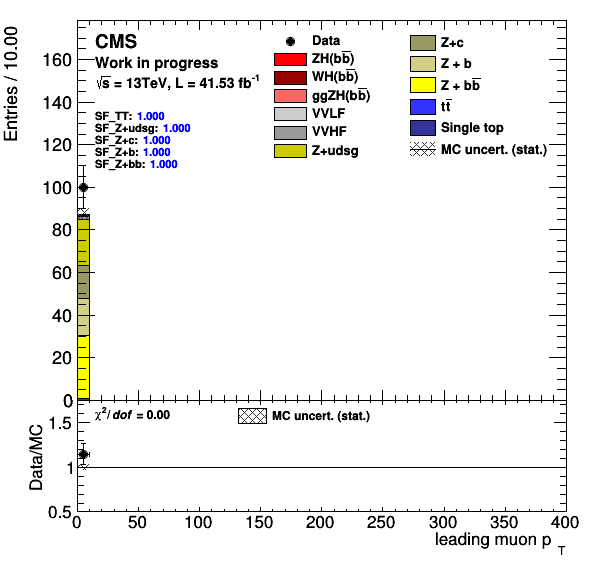 CMS
Work in progress
√s = 13TeV, L = 41.53 fb⁻¹
SF_TT: 1.000
SF_Z+udsg: 1.000
SF_Z+c: 1.000
SF_Z+b: 1.000
SF_Z+bb: 1.000
Data
ZH(bb̅)
WH(bb̅)
ggZH(bb̅)
VVLF
VVHF
Z+udsg
Z+c
Z + b
Z + bb̅
tt̅
Single top
MC uncert. (stat.)
Entries / 10.00
160
140
120
100
80
60
40
20
0
χ²/dof = 0.00
MC uncert. (stat.)
Data/MC
1.5
1
0.5
0 50 100 150 200 250 300 350 400
leading muon p_T